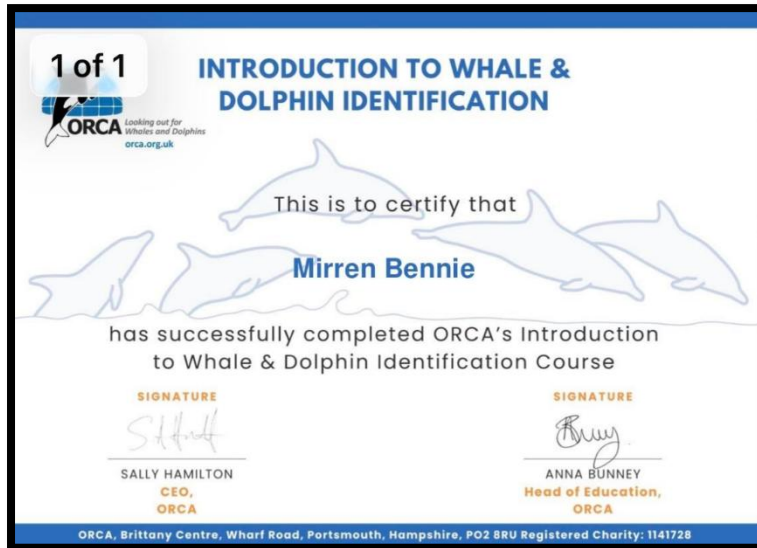 1 of 1
INTRODUCTION TO WHALE &
DOLPHIN IDENTIFICATION
ORCA
Looking out for
Whales and Dolphins
orca.org.uk
This is to certify that
Mirren Bennie
has successfully completed ORCA's Introduction
to Whale & Dolphin Identification Course
SIGNATURE
SALLY HAMILTON
CEO,
ORCA
SIGNATURE
ANNA BUNNEY
Head of Education,
ORCA
ORCA, Brittany Centre, Wharf Road, Portsmouth, Hampshire, PO2 8RU Registered Charity: 1141728